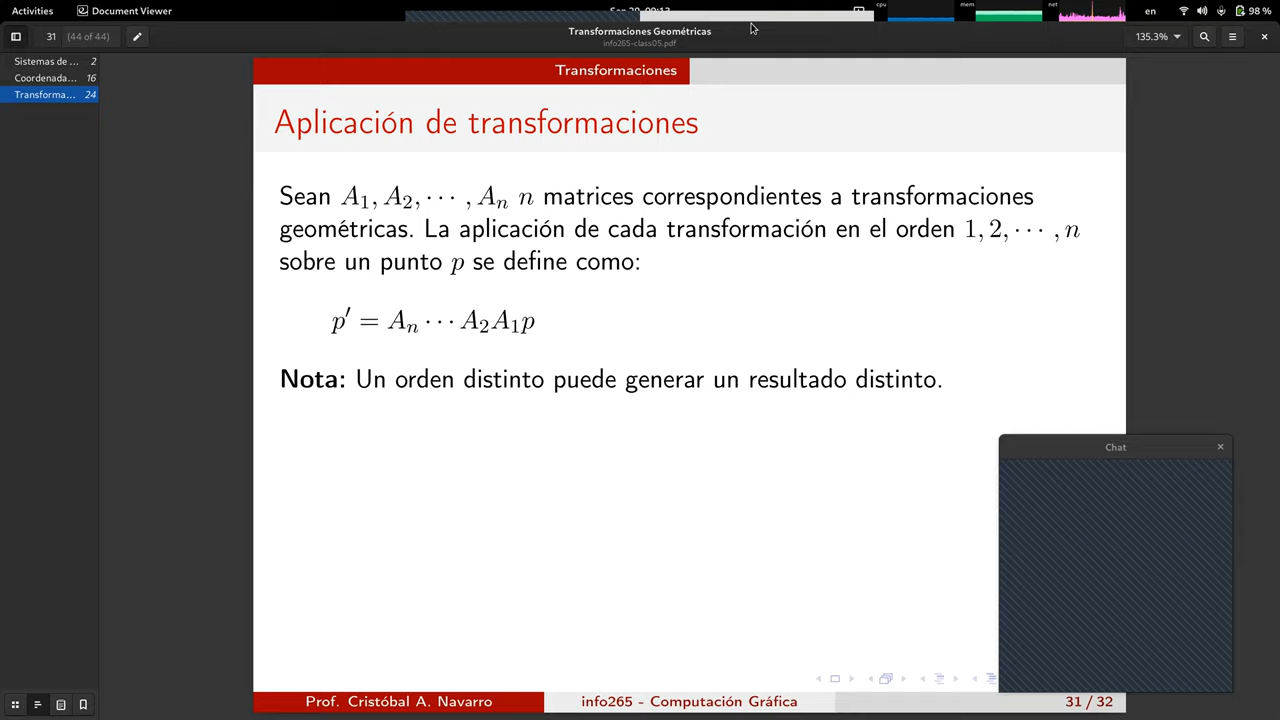 Activities Document Viewer
cpu mem net en 98 %
31 (44 of 44) Transformaciones Geométricas 135.3%
info265-class05.pdf
Sistemas de ... 2
Coordenada... 16
Transforma... 24
Transformaciones
Aplicación de transformaciones
Sean A₁, A₂, ⋯ , Aₙ n matrices correspondientes a transformaciones
geométricas. La aplicación de cada transformación en el orden 1, 2, ⋯ , n
sobre un punto p se define como:
p′ = Aₙ ⋯ A₂A₁p
Nota: Un orden distinto puede generar un resultado distinto.
Chat
Prof. Cristóbal A. Navarro info265 - Computación Gráfica 31 / 32